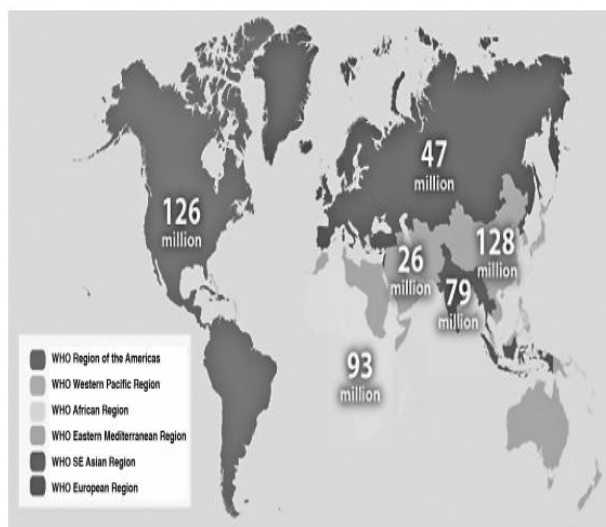 47
million
126
million
128
million
26
million
79
million
93
million
WHO Region of the Americas
WHO Western Pacific Region
WHO African Region
WHO Eastern Mediterranean Region
WHO SE Asian Region
WHO European Region